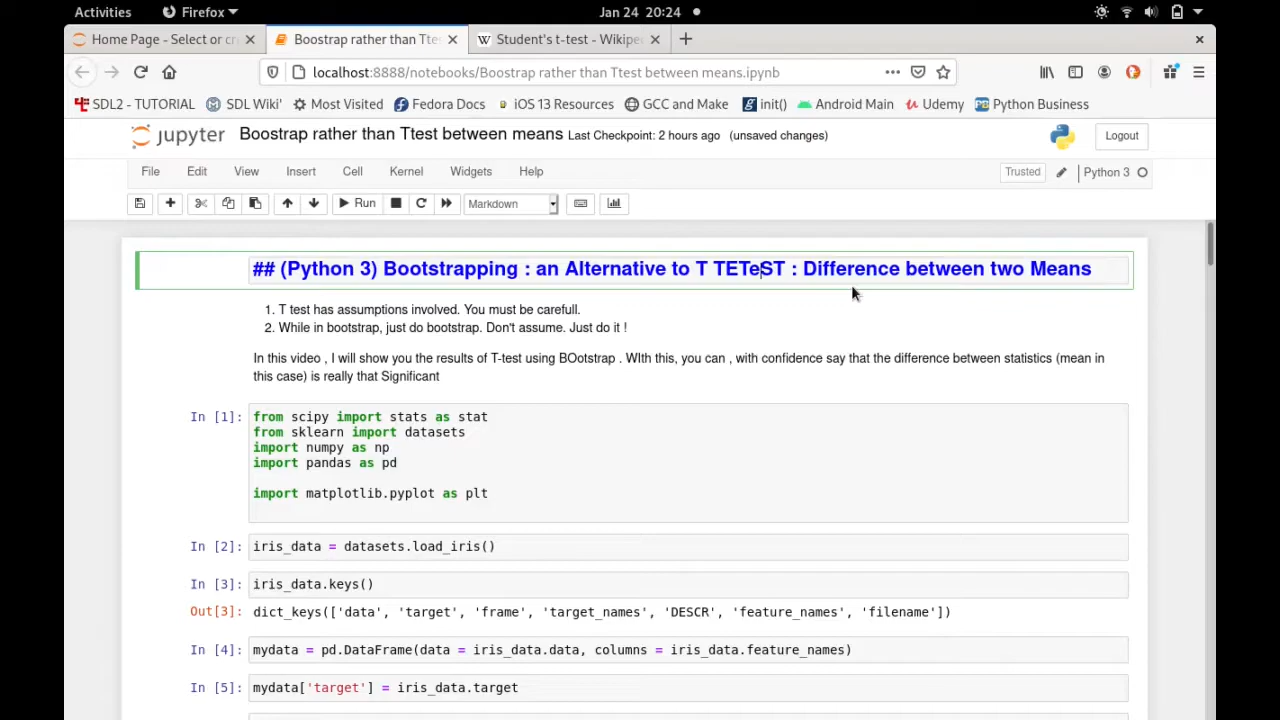 Activities Firefox Jan 24 20:24
Home Page - Select or cr Boostrap rather than Tte Student's t-test - Wikipe
localhost:8888/notebooks/Boostrap rather than Ttest between means.ipynb
SDL2 - TUTORIAL SDL Wiki' Most Visited Fedora Docs iOS 13 Resources GCC and Make init() Android Main Udemy Python Business
jupyter Boostrap rather than Ttest between means Last Checkpoint: 2 hours ago (unsaved changes) Logout
File Edit View Insert Cell Kernel Widgets Help Trusted Python 3
Run Markdown
## (Python 3) Bootstrapping : an Alternative to T TETeST : Difference between two Means
1. T test has assumptions involved. You must be carefull.
2. While in bootstrap, just do bootstrap. Don't assume. Just do it !
In this video , I will show you the results of T-test using BOotstrap . WIth this, you can , with confidence say that the difference between statistics (mean in
this case) is really that Significant
In [1]: from scipy import stats as stat
from sklearn import datasets
import numpy as np
import pandas as pd
import matplotlib.pyplot as plt
In [2]: iris_data = datasets.load_iris()
In [3]: iris_data.keys()
Out[3]: dict_keys(['data', 'target', 'frame', 'target_names', 'DESCR', 'feature_names', 'filename'])
In [4]: mydata = pd.DataFrame(data = iris_data.data, columns = iris_data.feature_names)
In [5]: mydata['target'] = iris_data.target